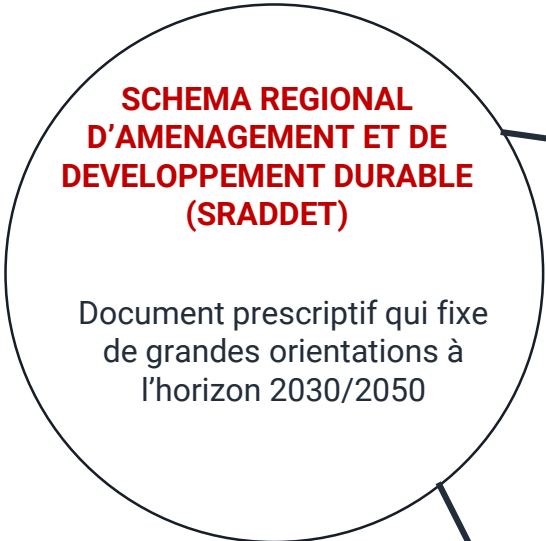 SCHEMA REGIONAL
D’AMENAGEMENT ET DE
DEVELOPPEMENT DURABLE
(SRADDET)
Document prescriptif qui fixe
de grandes orientations à
l’horizon 2030/2050